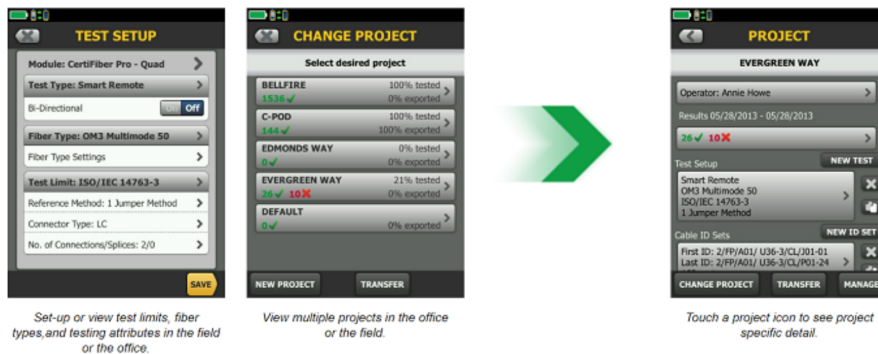 TEST SETUP
Module: CertiFiber Pro - Quad
Test Type: Smart Remote
Bi-Directional
On Off
Fiber Type: OM3 Multimode 50
Fiber Type Settings
Test Limit: ISO/IEC 14763-3
Reference Method: 1 Jumper Method
Connector Type: LC
No. of Connections/Splices: 2/0
SAVE
Set-up or view test limits, fiber
types,and testing attributes in the field
or the office.
CHANGE PROJECT
Select desired project
BELLFIRE 100% tested
1536 ✓ 0% exported
C-POD 100% tested
144 ✓ 100% exported
EDMONDS WAY 0% tested
0 ✓ 0% exported
EVERGREEN WAY 21% tested
26 ✓ 10 ✗ 0% exported
DEFAULT
0 ✓ 0% exported
NEW PROJECT TRANSFER
View multiple projects in the office
or the field.
PROJECT
EVERGREEN WAY
Operator: Annie Howe
Results 05/28/2013 - 05/28/2013
26 ✓ 10 ✗
Test Setup NEW TEST
Smart Remote
OM3 Multimode 50
ISO/IEC 14763-3
1 Jumper Method
Cable ID Sets NEW ID SET
First ID: 2/FP/A01/ U36-3/CL/J01-01
Last ID: 2/FP/A01/ U36-3/CL/P01-24
CHANGE PROJECT TRANSFER MANAGE
Touch a project icon to see project
specific detail.